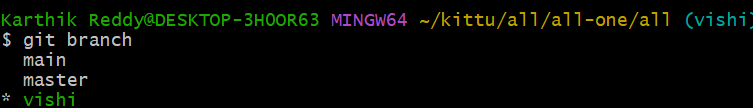 Karthik Reddy@DESKTOP-3HOOR63 MINGW64 ~/kittu/all/all-one/all (vishi)
$ git branch
  main
  master
* vishi